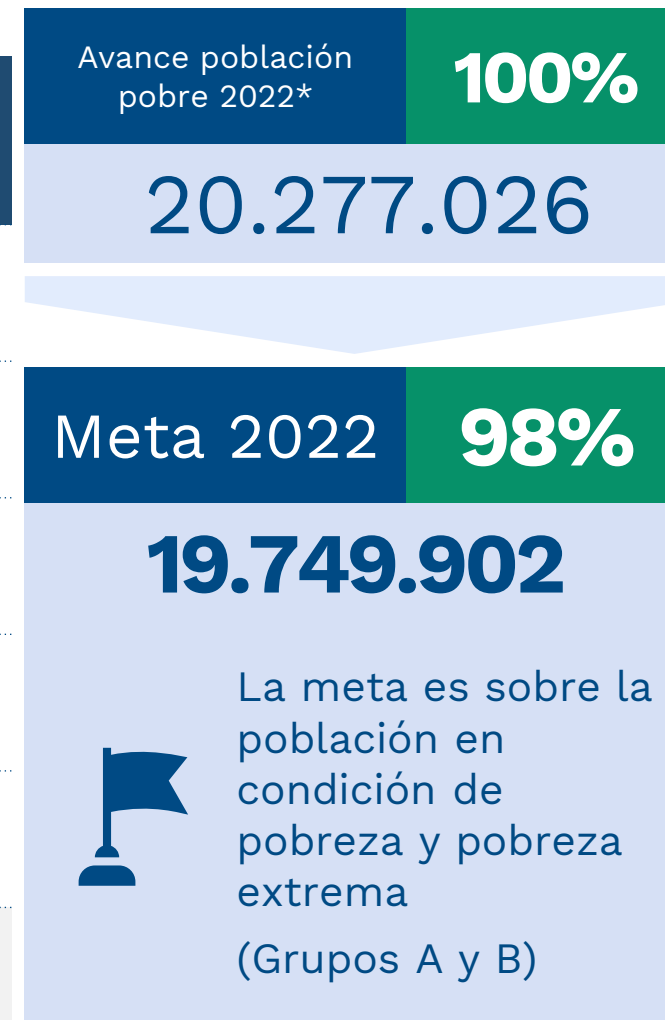 Avance población
pobre 2022*
100%
20.277.026
Meta 2022
98%
19.749.902
La meta es sobre la
población en
condición de
pobreza y pobreza
extrema
(Grupos A y B)